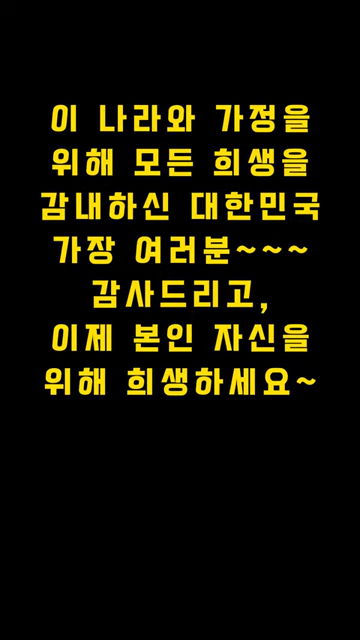 이 나라와 가정을
위해 모든 희생을
감내하신 대한민국
가장 여러분~~~
감사드리고,
이제 본인 자신을
위해 희생하세요~